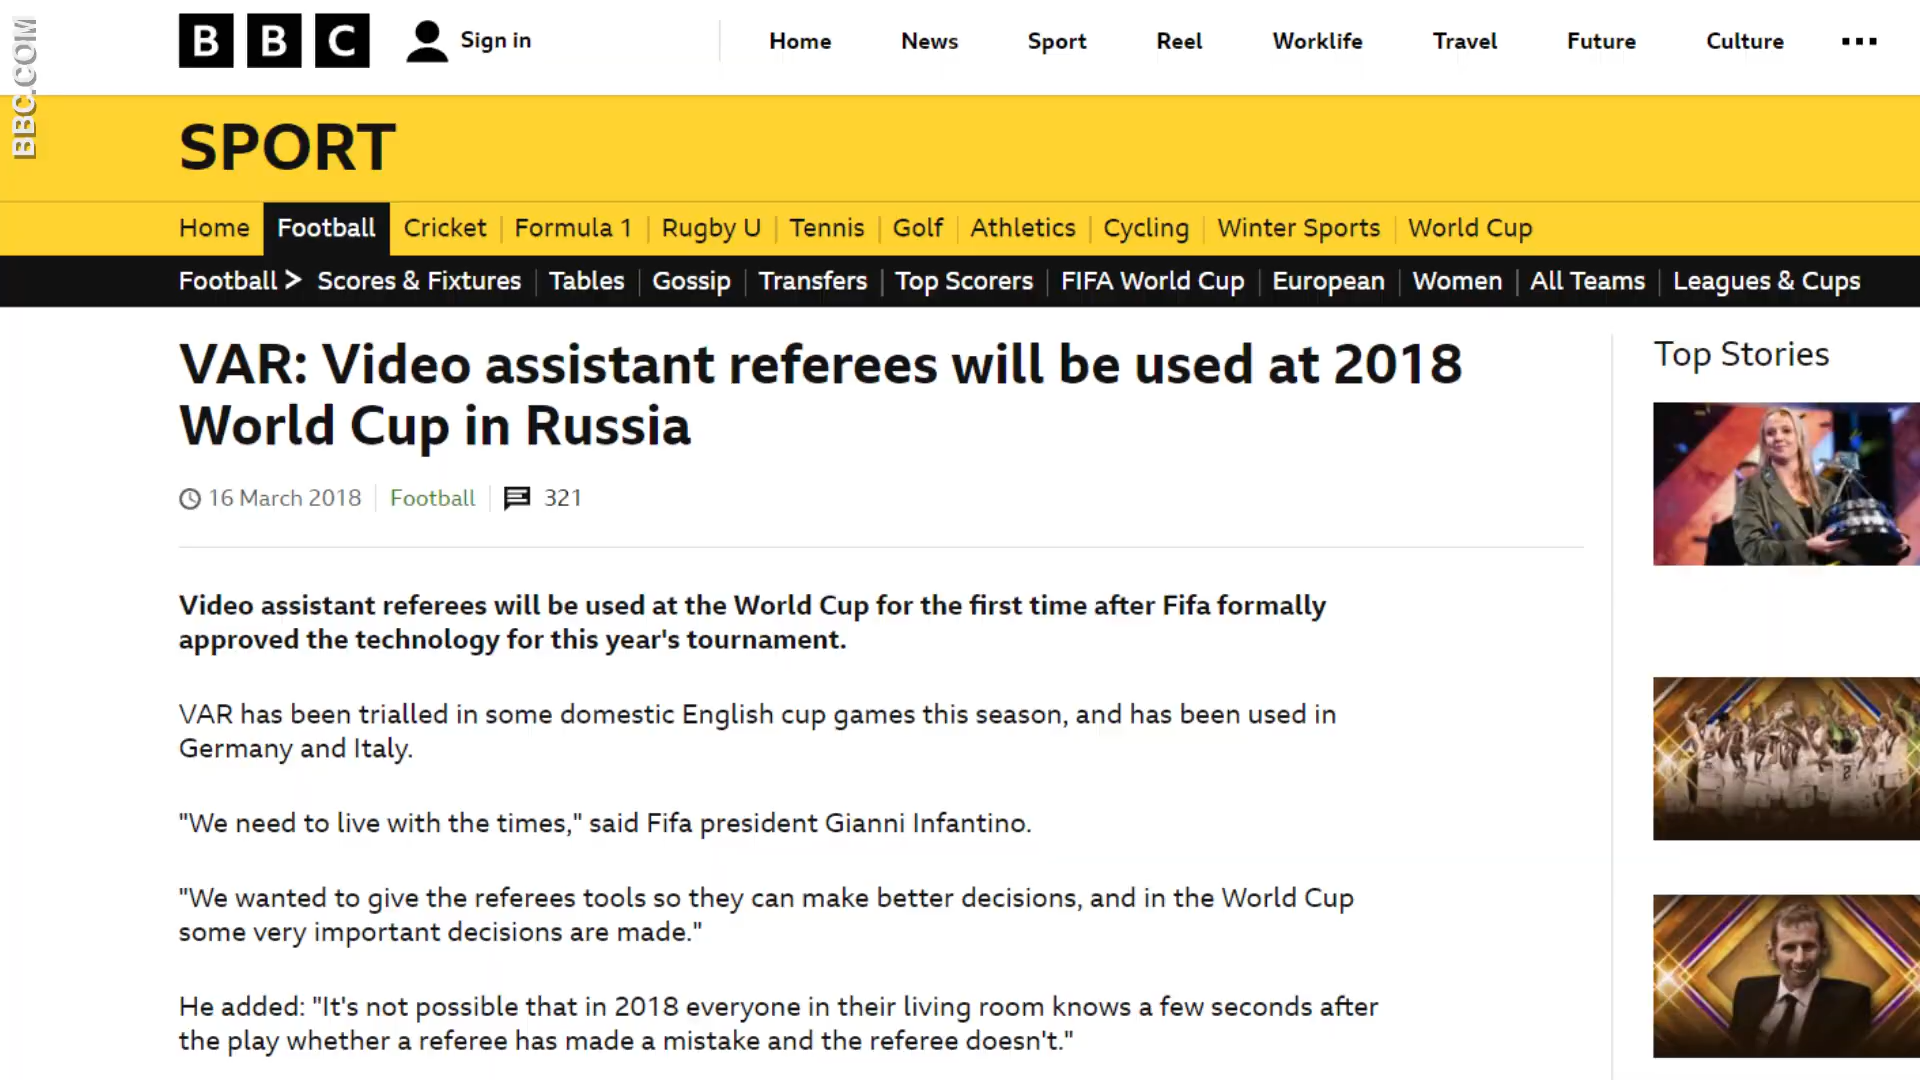 BBC.COM
BBC Sign in Home News Sport Reel Worklife Travel Future Culture
SPORT
Home Football Cricket Formula 1 Rugby U Tennis Golf Athletics Cycling Winter Sports World Cup
Football > Scores & Fixtures Tables Gossip Transfers Top Scorers FIFA World Cup European Women All Teams Leagues & Cups
VAR: Video assistant referees will be used at 2018
World Cup in Russia
Top Stories
16 March 2018 Football 321
Video assistant referees will be used at the World Cup for the first time after Fifa formally
approved the technology for this year's tournament.
VAR has been trialled in some domestic English cup games this season, and has been used in
Germany and Italy.
"We need to live with the times," said Fifa president Gianni Infantino.
"We wanted to give the referees tools so they can make better decisions, and in the World Cup
some very important decisions are made."
He added: "It's not possible that in 2018 everyone in their living room knows a few seconds after
the play whether a referee has made a mistake and the referee doesn't."